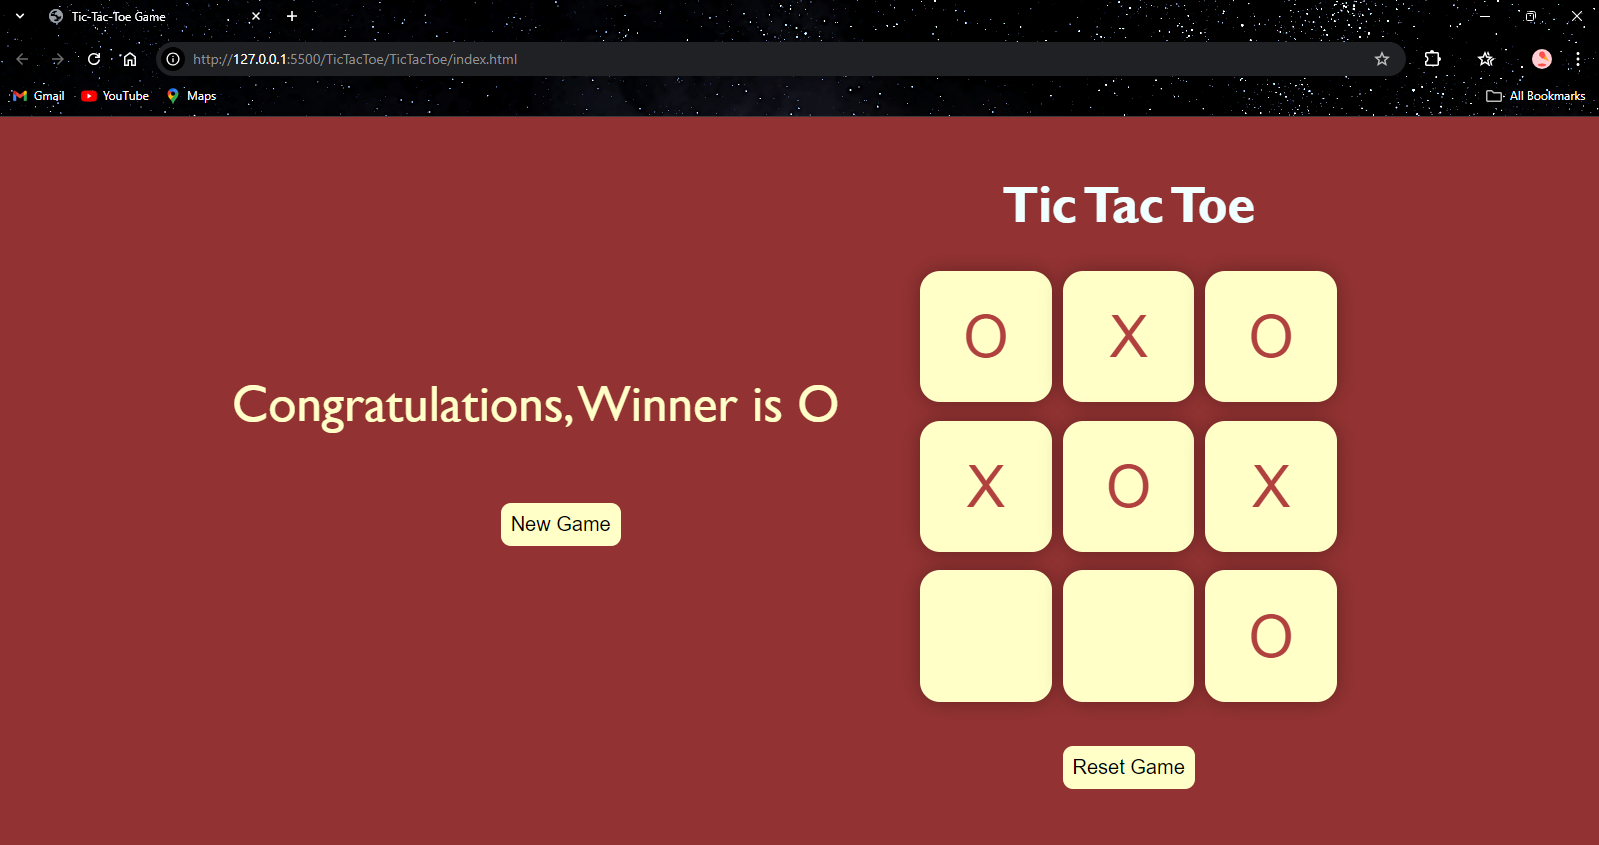 Tic-Tac-Toe Game
http://127.0.0.1:5500/TicTacToe/TicTacToe/index.html
Gmail YouTube Maps All Bookmarks
Tic Tac Toe
O X O
Congratulations, Winner is O
X O X
New Game
O
Reset Game